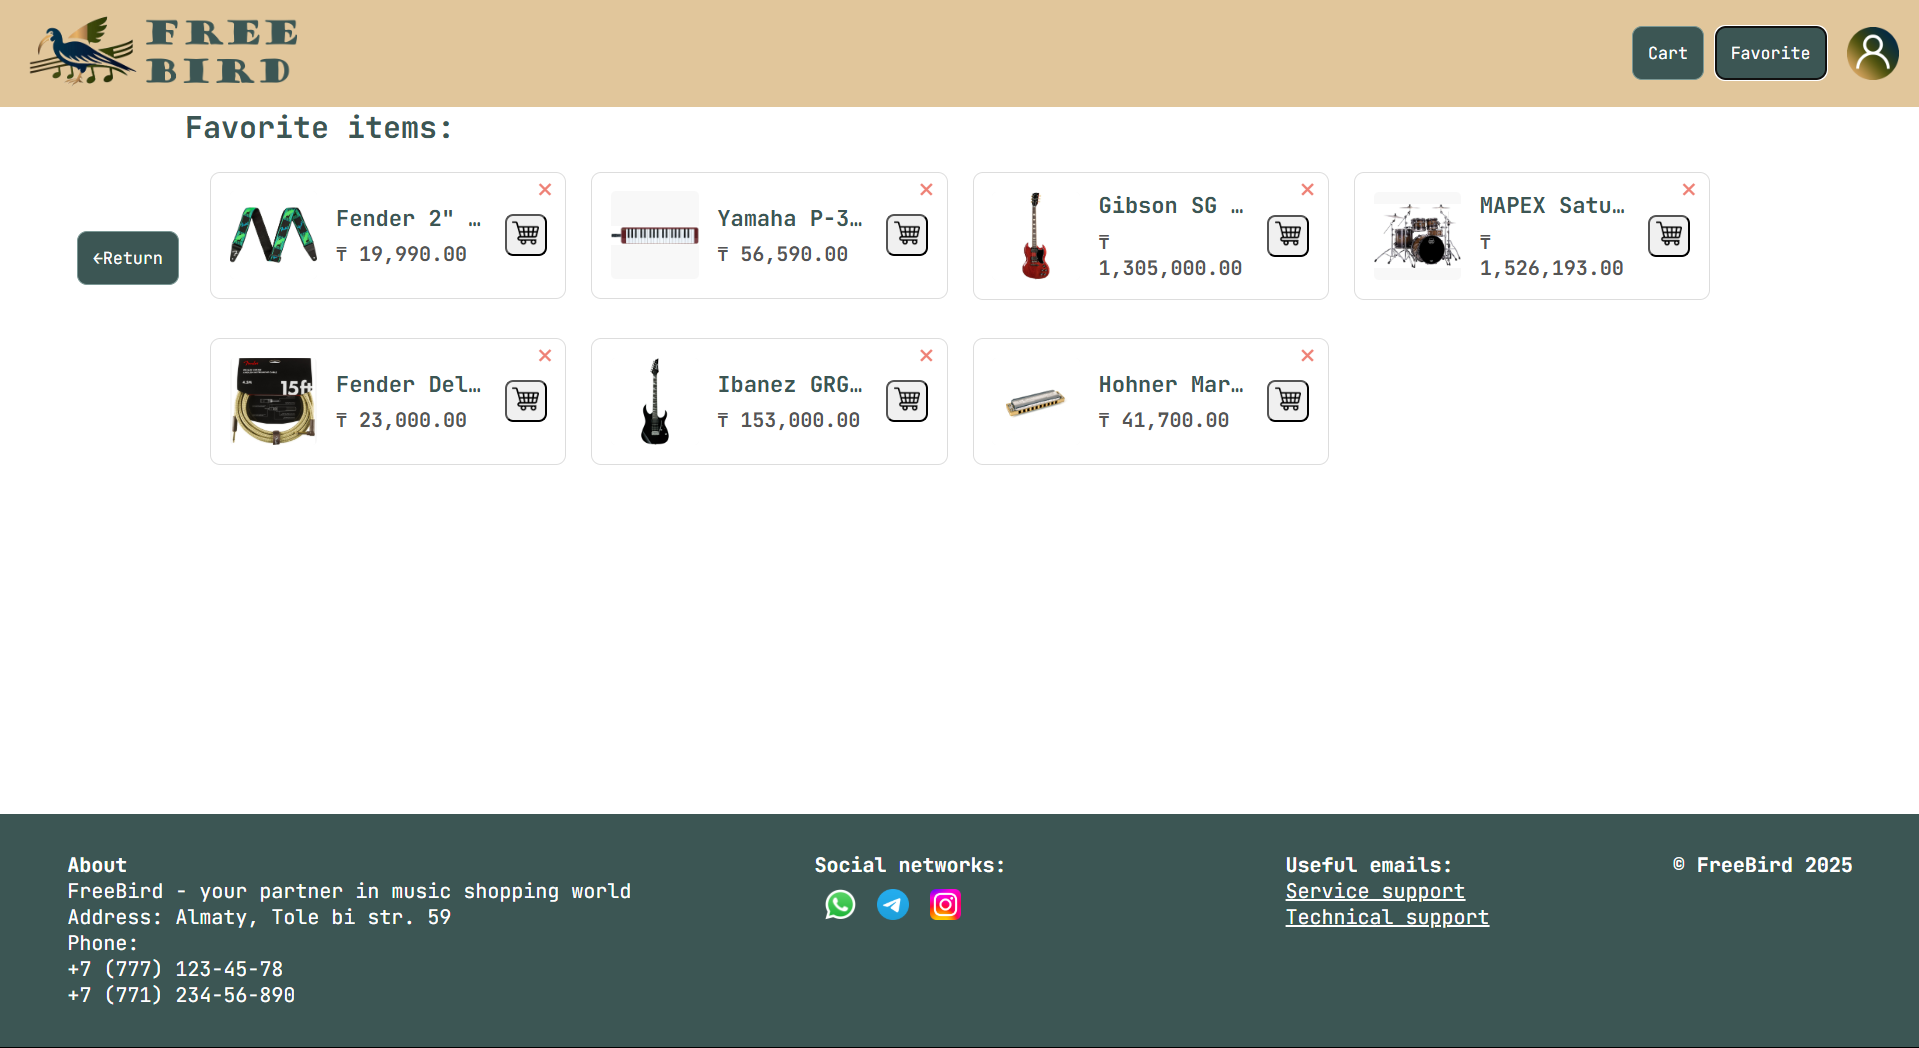 FREE
BIRD
Cart
Favorite
Favorite items:
←Return
Fender 2" …
₸ 19,990.00
Yamaha P-3…
₸ 56,590.00
Gibson SG …
₸
1,305,000.00
MAPEX Satu…
₸
1,526,193.00
Fender Del…
₸ 23,000.00
15ft
Ibanez GRG…
₸ 153,000.00
Hohner Mar…
₸ 41,700.00
About
FreeBird - your partner in music shopping world
Address: Almaty, Tole bi str. 59
Phone:
+7 (777) 123-45-78
+7 (771) 234-56-890
Social networks:
Useful emails:
Service support
Technical support
© FreeBird 2025